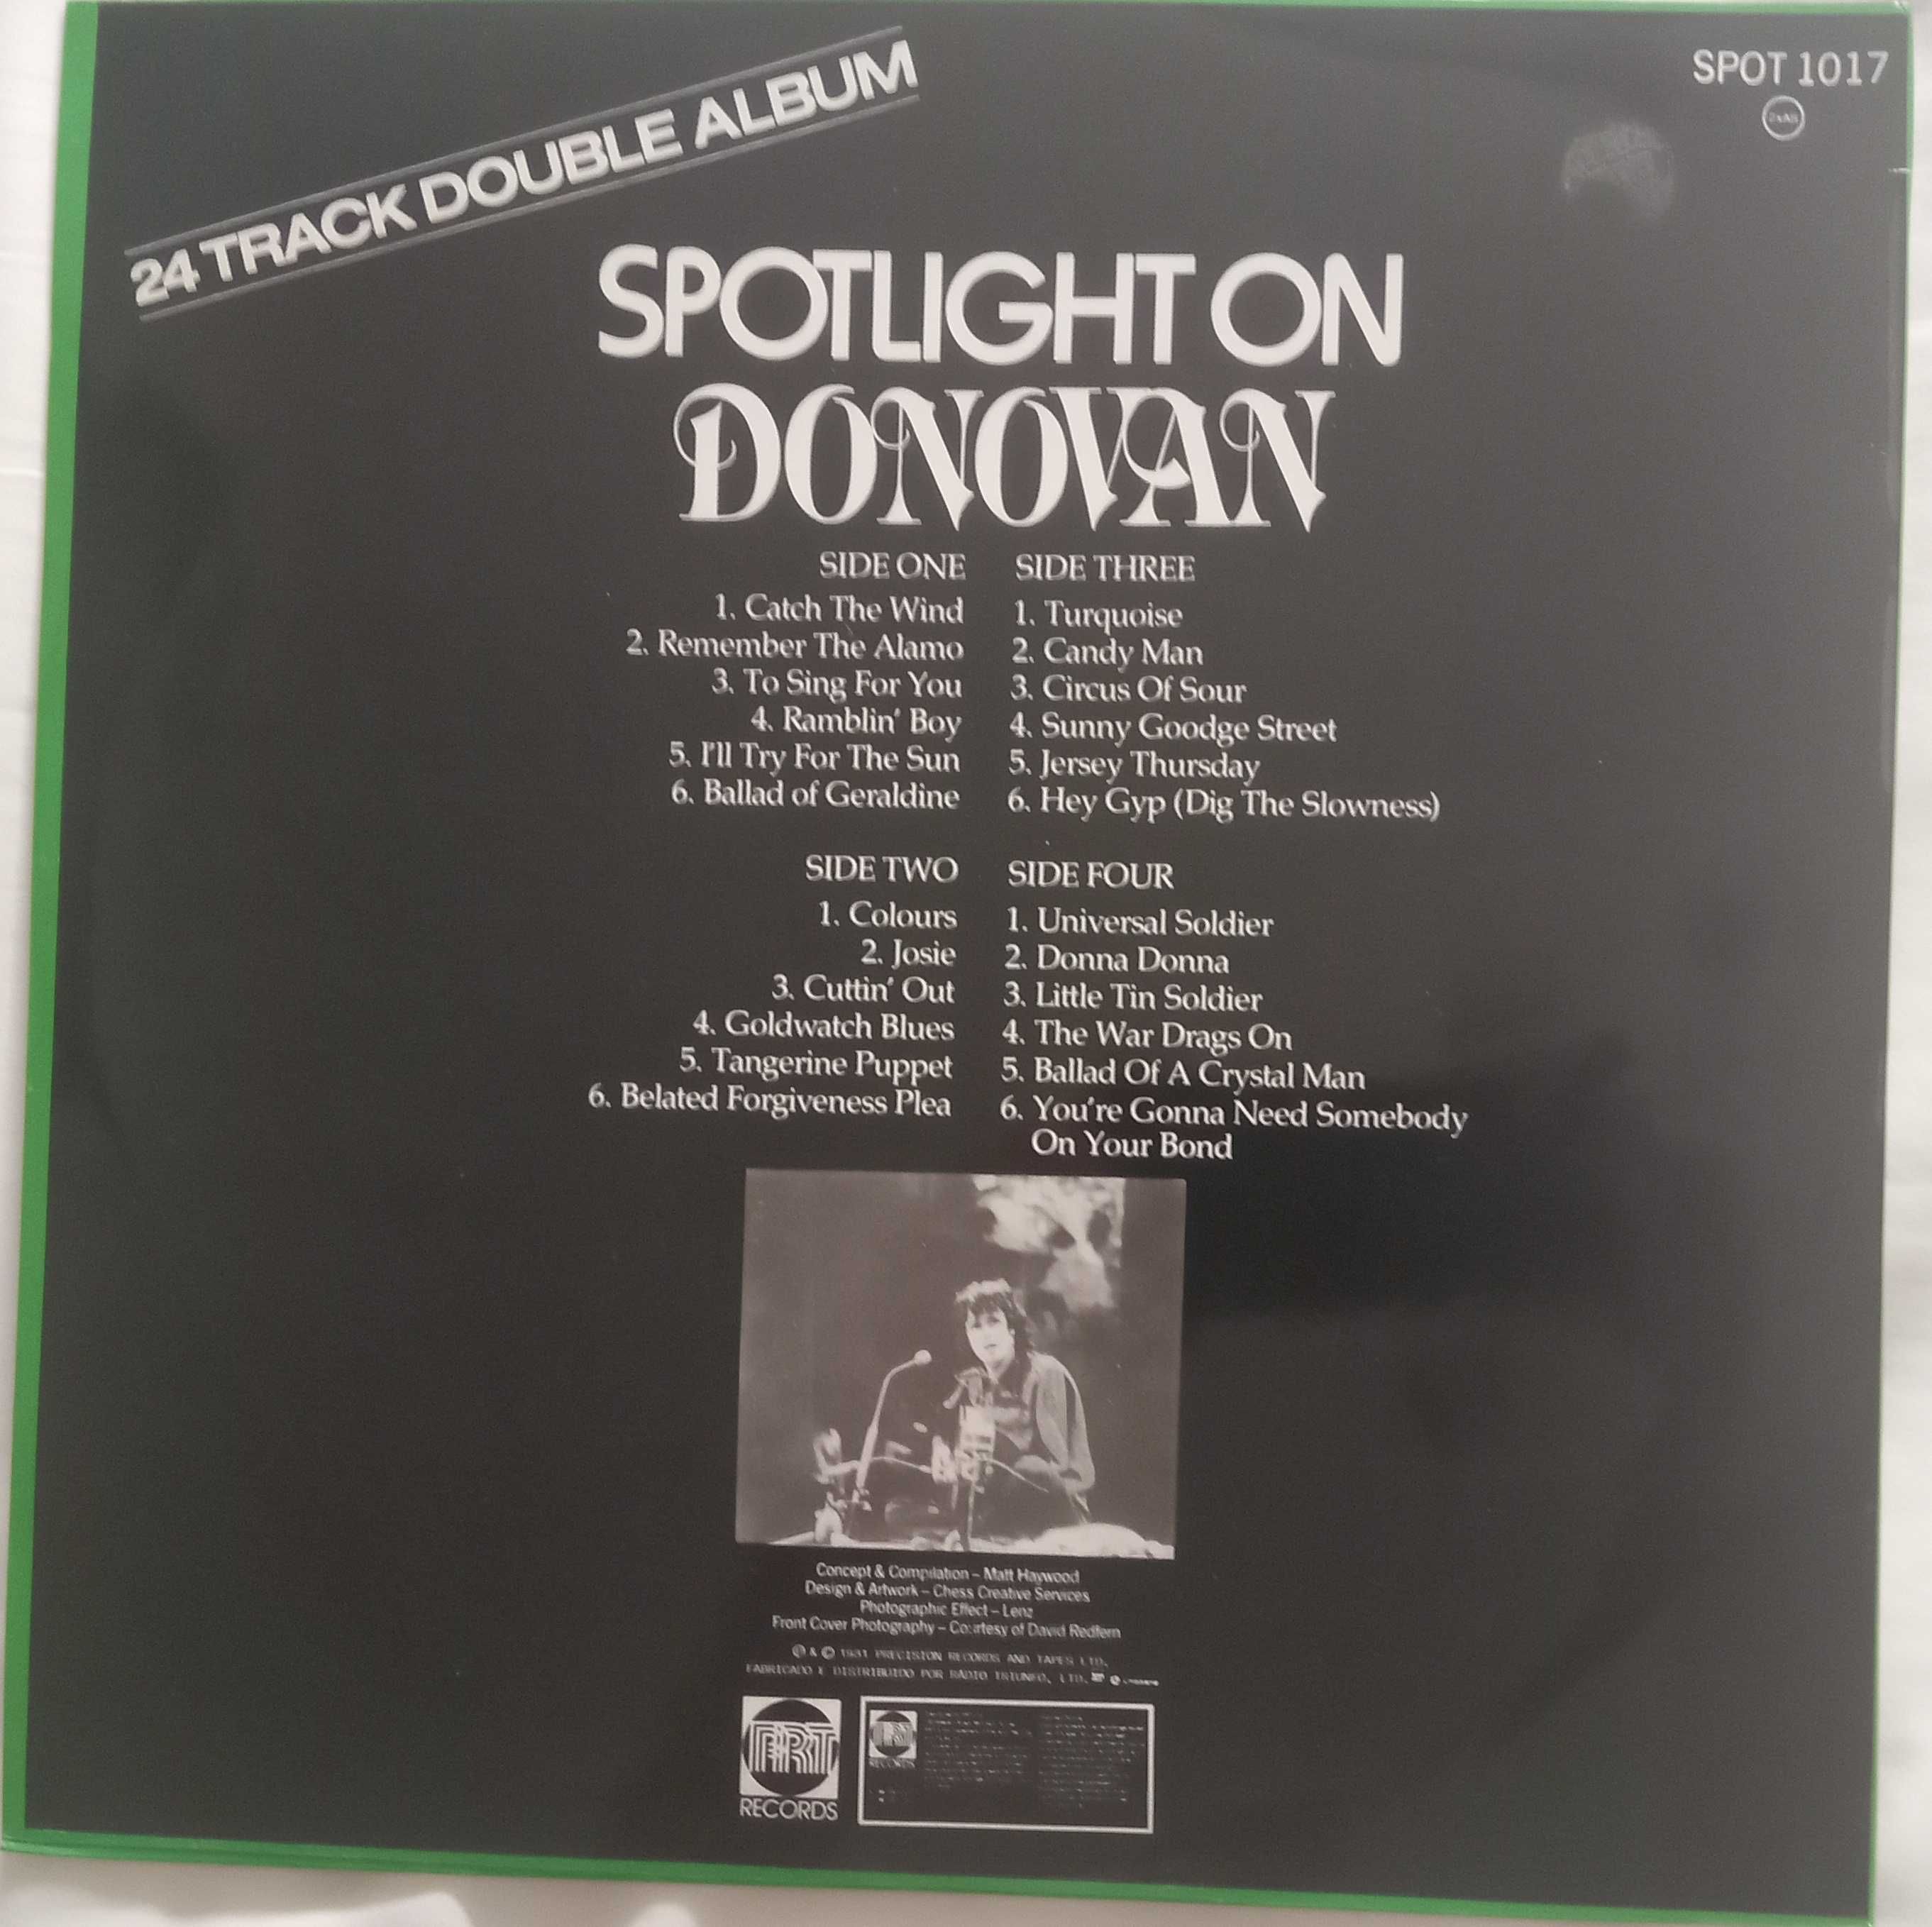 24 TRACK DOUBLE ALBUM
SPOT 1017
SPOTLIGHT ON
DONOVAN
SIDE ONE
1. Catch The Wind
2. Remember The Alamo
3. To Sing For You
4. Ramblin' Boy
5. I'll Try For The Sun
6. Ballad of Geraldine
SIDE TWO
1. Colours
2. Josie
3. Cuttin' Out
4. Goldwatch Blues
5. Tangerine Puppet
6. Belated Forgiveness Plea
SIDE THREE
1. Turquoise
2. Candy Man
3. Circus Of Sour
4. Sunny Goodge Street
5. Jersey Thursday
6. Hey Gyp (Dig The Slowness)
SIDE FOUR
1. Universal Soldier
2. Donna Donna
3. Little Tin Soldier
4. The War Drags On
5. Ballad Of A Crystal Man
6. You're Gonna Need Somebody
On Your Bond
Concept & Compilation – Matt Haywood
Design & Artwork – Chess Creative Services
Photographic Effect – Lenz
Front Cover Photography – Courtesy of David Redfern
℗ & © 1981 PRECISION RECORDS AND TAPES LTD.
FABRICADO E DISTRIBUIDO POR RADIO TRIUNFO, LTD.
PRT
RECORDS
PRT
RECORDS